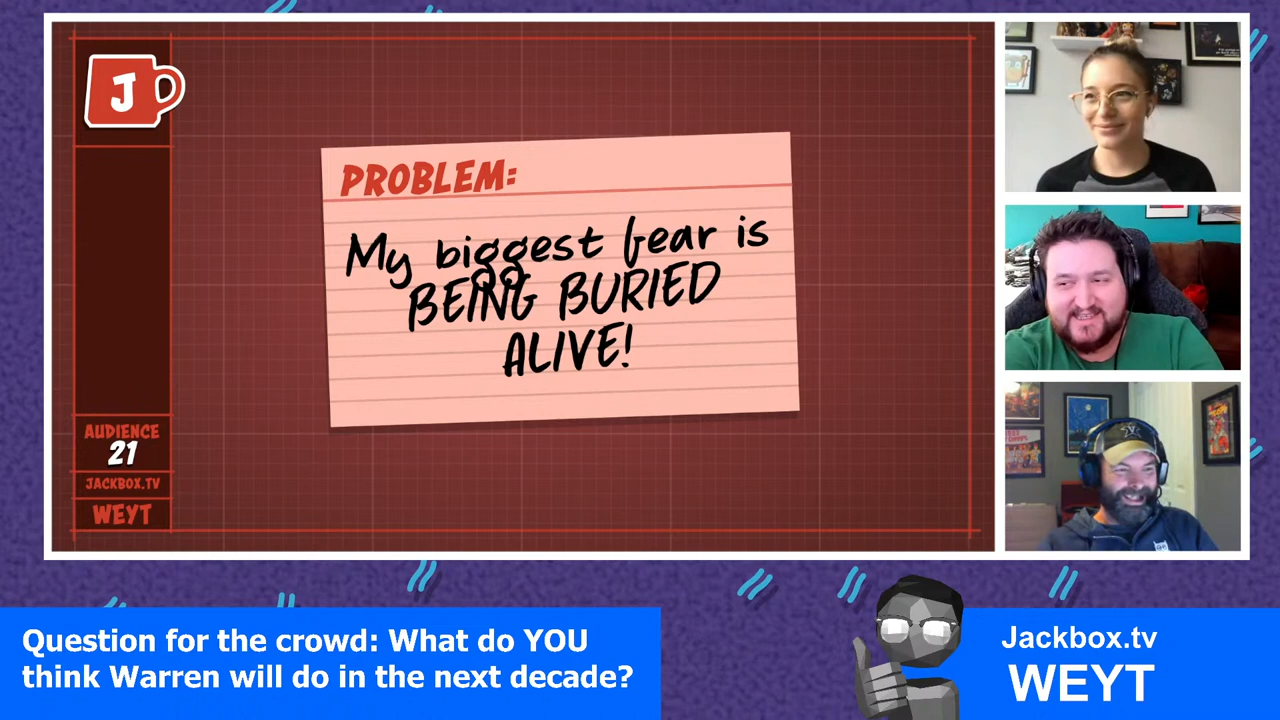 J
PROBLEM:
My biggest fear is
BEING BURIED
ALIVE!
AUDIENCE
21
JACKBOX.TV
WEYT
Question for the crowd: What do YOU
think Warren will do in the next decade?
Jackbox.tv
WEYT